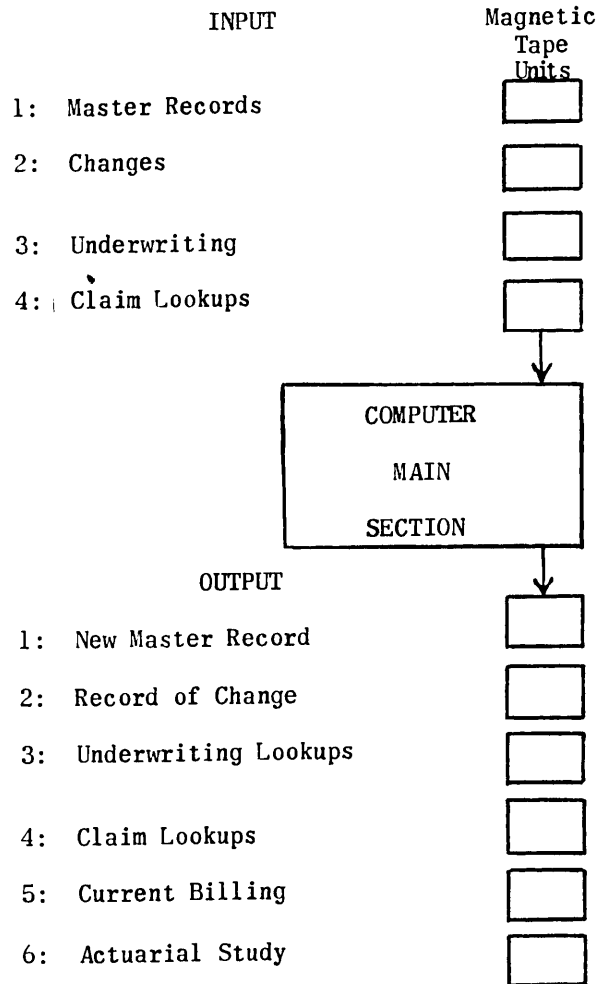 INPUT
Magnetic
Tape
Units
1: Master Records
2: Changes
3: Underwriting
4: Claim Lookups
COMPUTER
MAIN
SECTION
OUTPUT
1: New Master Record
2: Record of Change
3: Underwriting Lookups
4: Claim Lookups
5: Current Billing
6: Actuarial Study